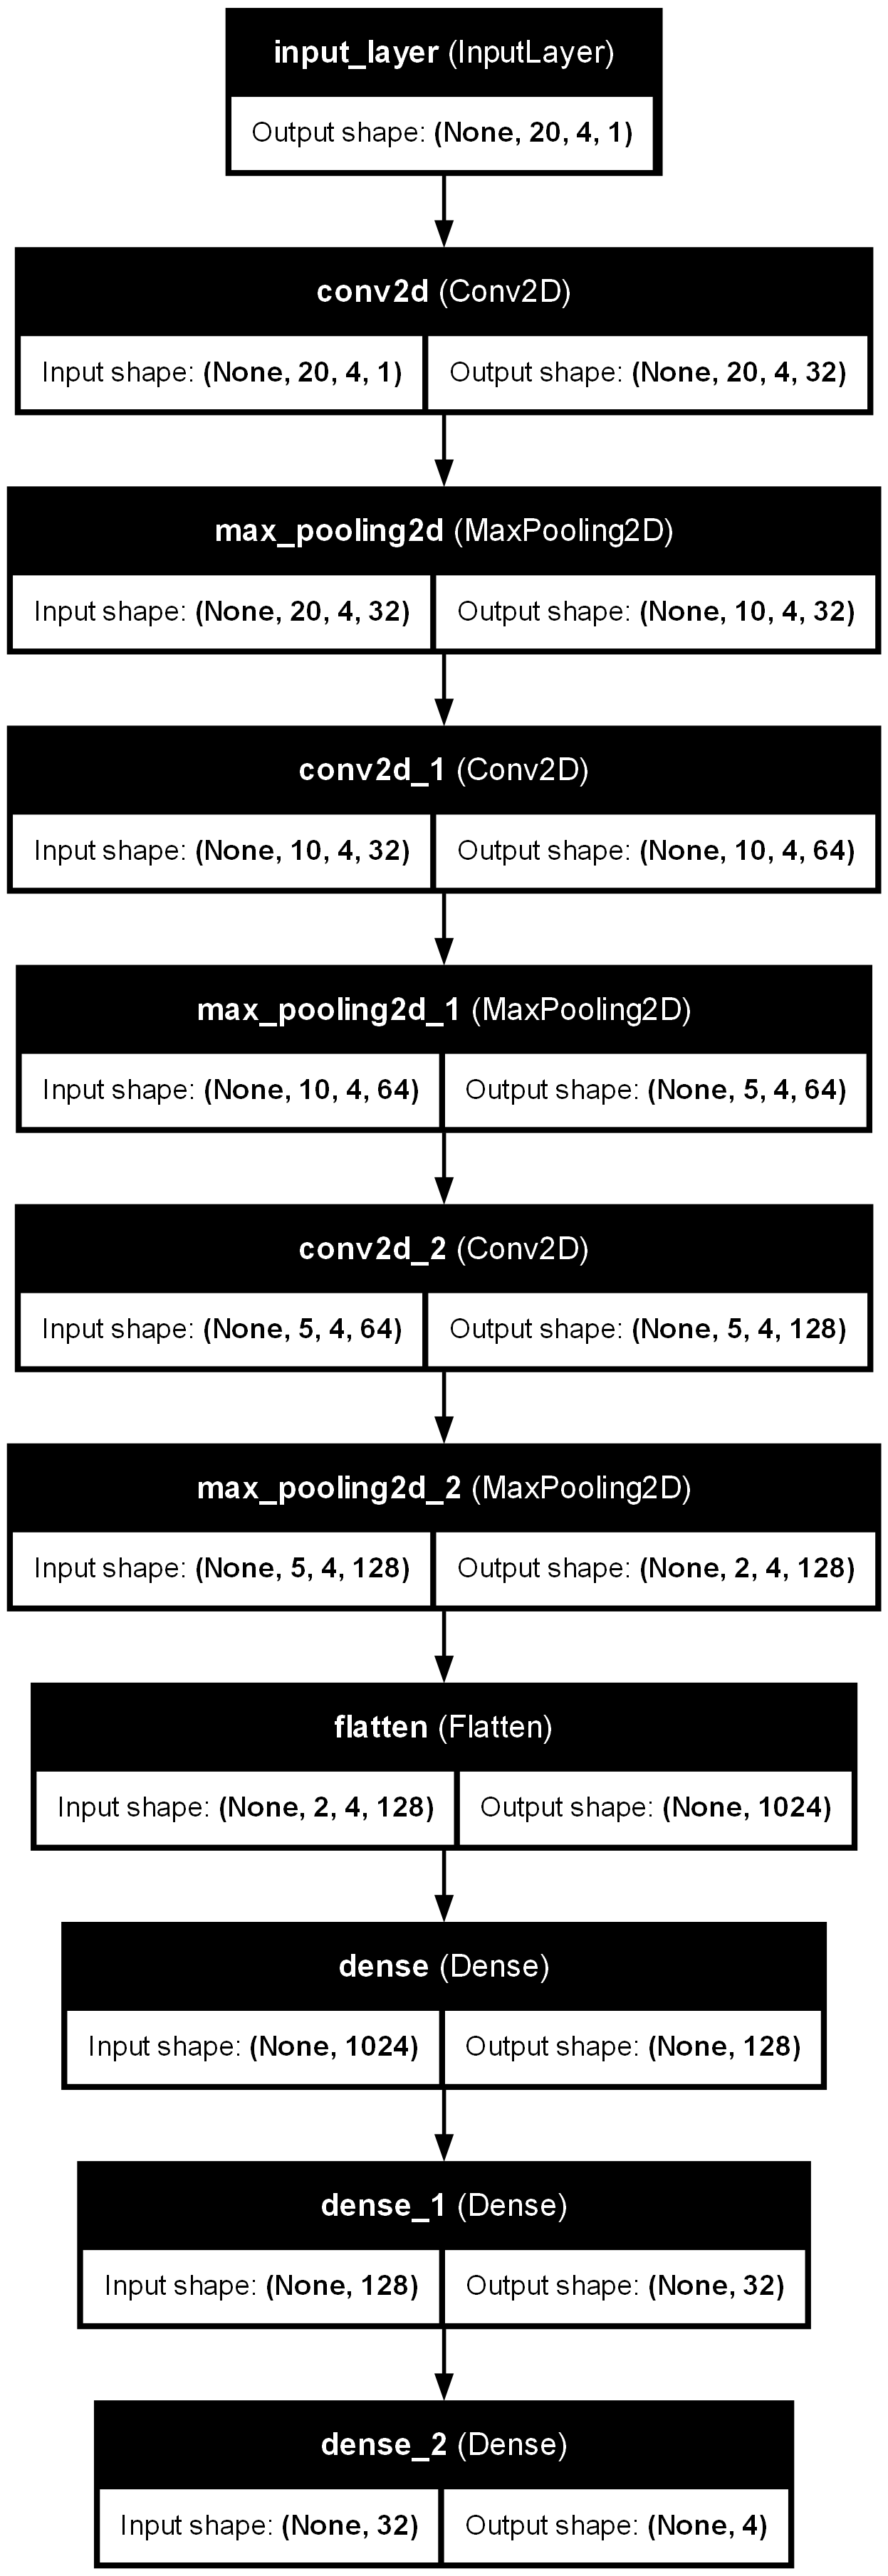 input_layer (InputLayer)
Output shape: (None, 20, 4, 1)
conv2d (Conv2D)
Input shape: (None, 20, 4, 1) Output shape: (None, 20, 4, 32)
max_pooling2d (MaxPooling2D)
Input shape: (None, 20, 4, 32) Output shape: (None, 10, 4, 32)
conv2d_1 (Conv2D)
Input shape: (None, 10, 4, 32) Output shape: (None, 10, 4, 64)
max_pooling2d_1 (MaxPooling2D)
Input shape: (None, 10, 4, 64) Output shape: (None, 5, 4, 64)
conv2d_2 (Conv2D)
Input shape: (None, 5, 4, 64) Output shape: (None, 5, 4, 128)
max_pooling2d_2 (MaxPooling2D)
Input shape: (None, 5, 4, 128) Output shape: (None, 2, 4, 128)
flatten (Flatten)
Input shape: (None, 2, 4, 128) Output shape: (None, 1024)
dense (Dense)
Input shape: (None, 1024) Output shape: (None, 128)
dense_1 (Dense)
Input shape: (None, 128) Output shape: (None, 32)
dense_2 (Dense)
Input shape: (None, 32) Output shape: (None, 4)